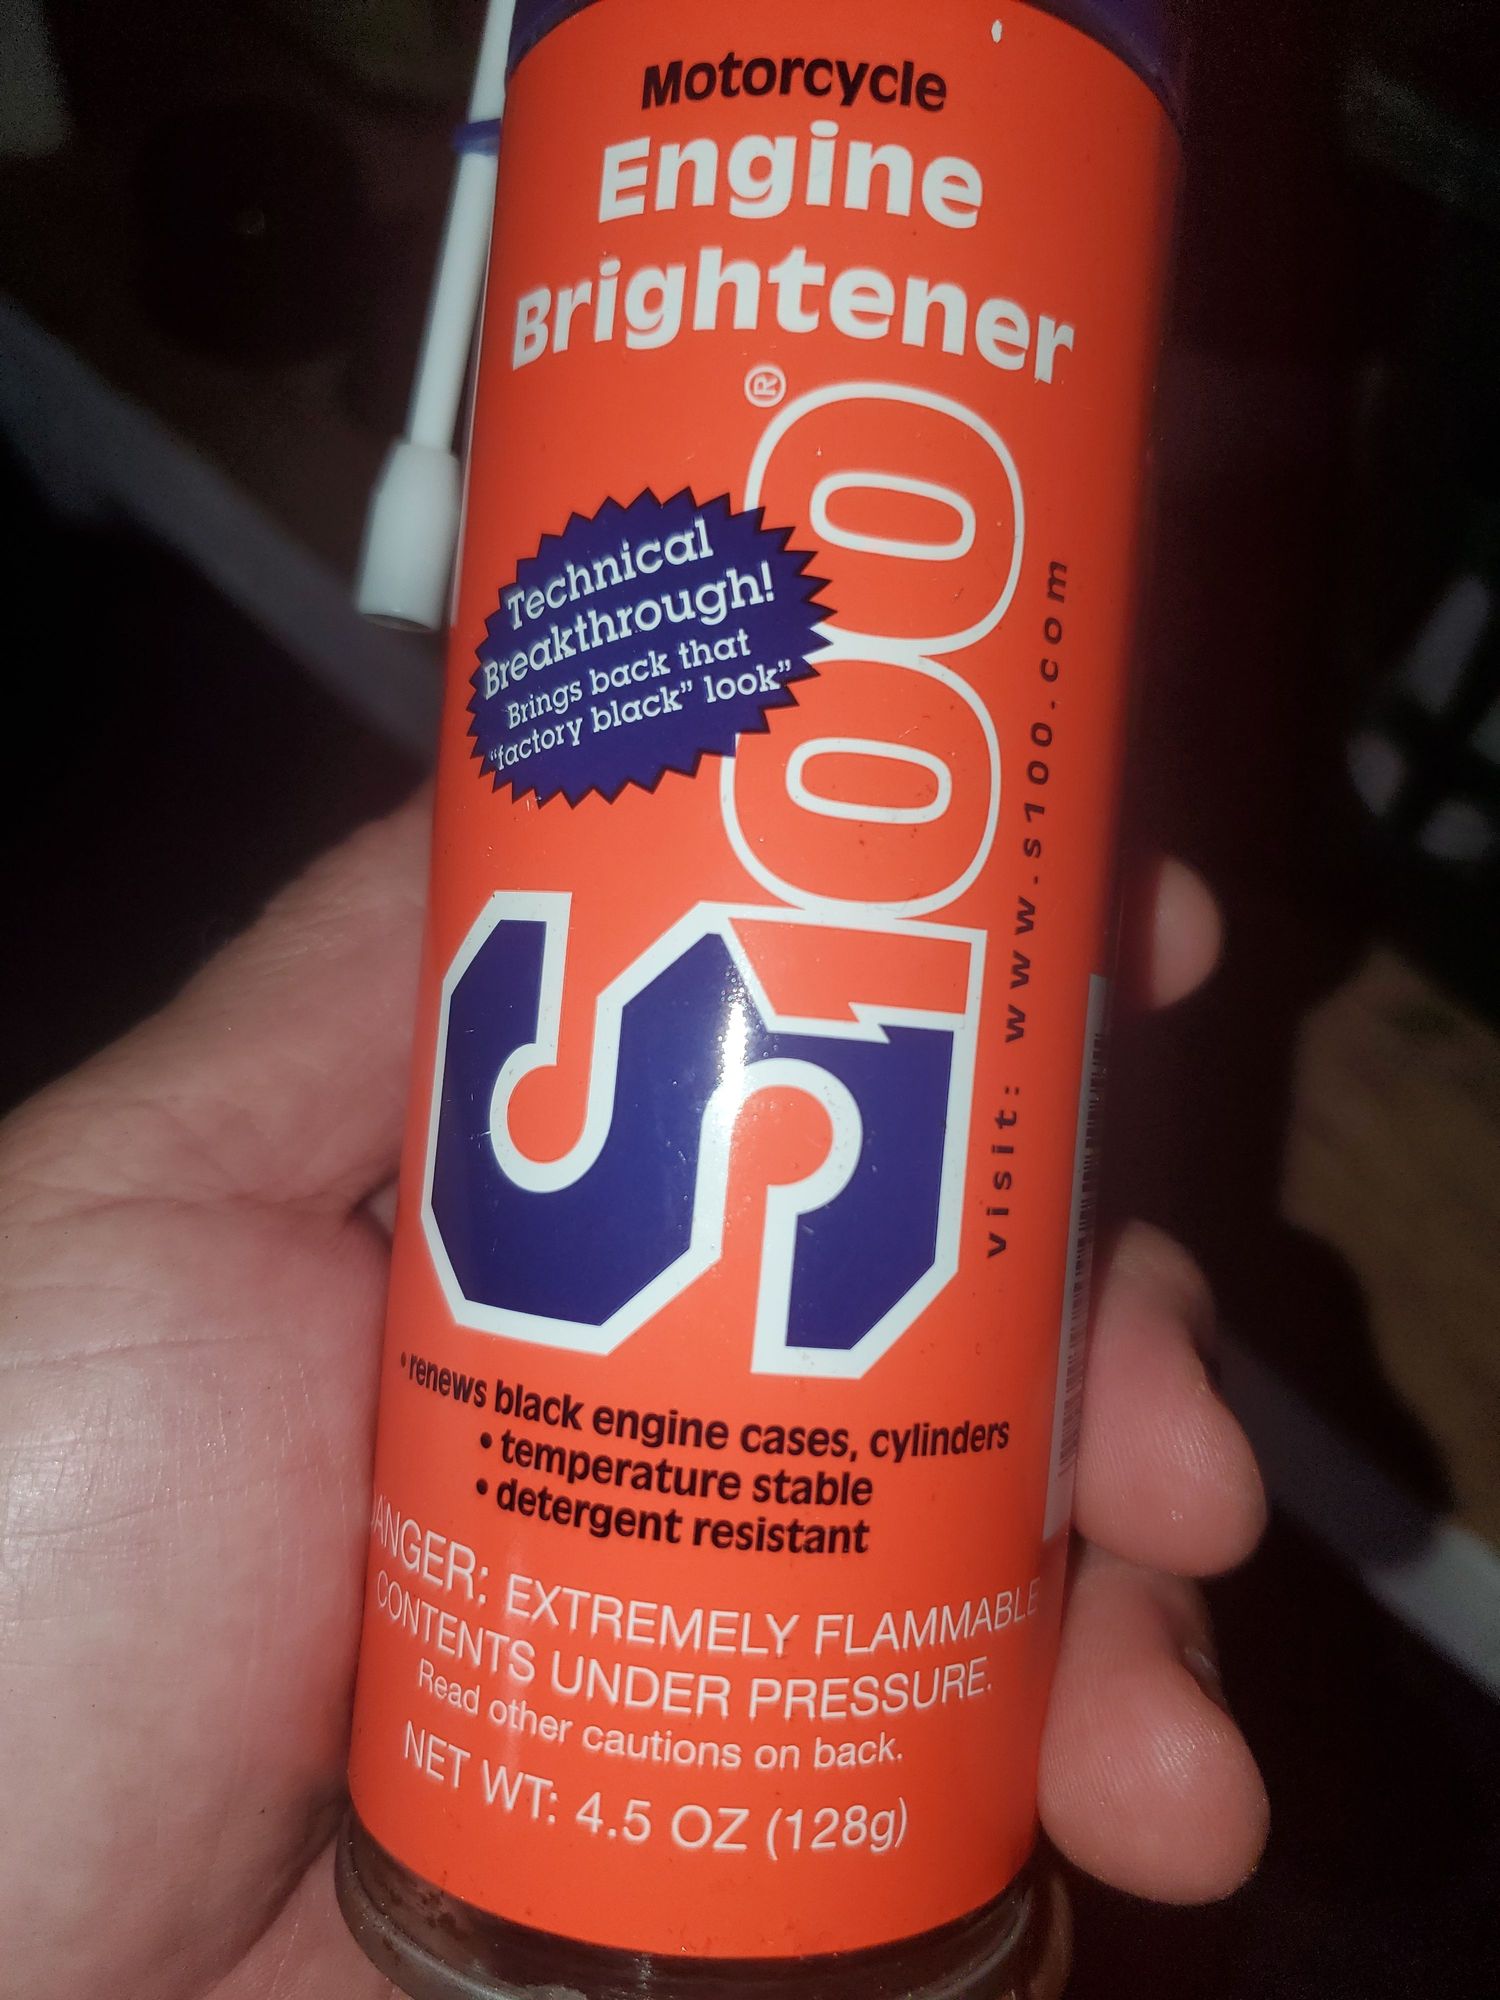 Motorcycle
Engine
Brightener
S100®
Technical
Breakthrough!
Brings back that
"factory black" look"
visit: www.s100.com
• renews black engine cases, cylinders
• temperature stable
• detergent resistant
DANGER: EXTREMELY FLAMMABLE
CONTENTS UNDER PRESSURE.
Read other cautions on back.
NET WT: 4.5 OZ (128g)